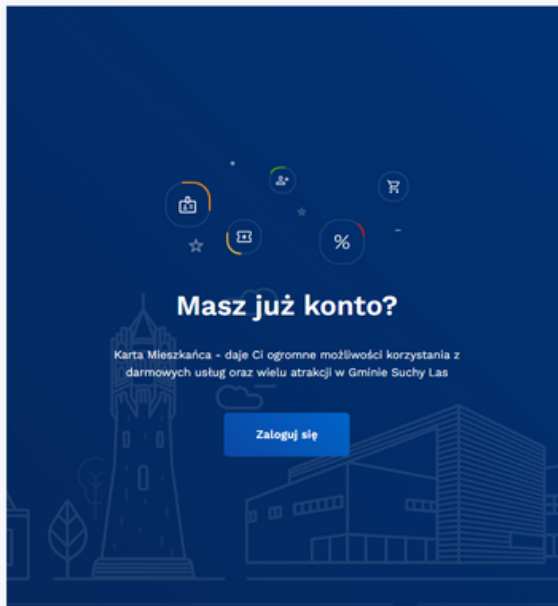 %
Masz już konto?
Karta Mieszkańca - daje Ci ogromne możliwości korzystania z
darmowych usług oraz wielu atrakcji w Gminie Suchy Las
Zaloguj się